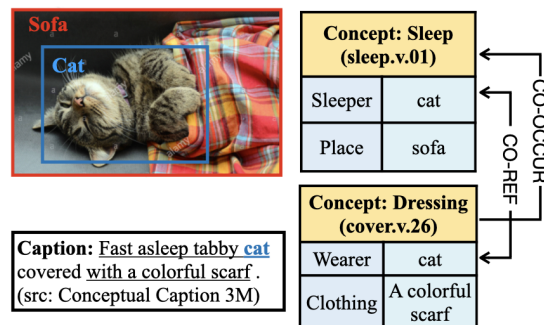 Sofa
Cat
alamy
Caption: Fast asleep tabby cat
covered with a colorful scarf .
(src: Conceptual Caption 3M)
Concept: Sleep
(sleep.v.01)
Sleeper cat
Place sofa
CO-OCCUR
CO-REF
Concept: Dressing
(cover.v.26)
Wearer cat
Clothing A colorful
scarf